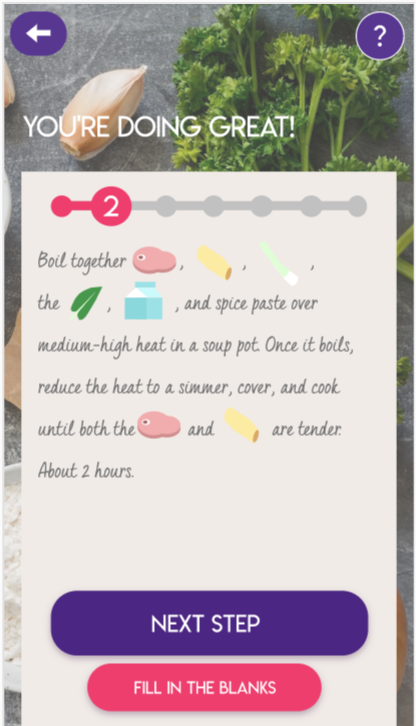 ?
YOU'RE DOING GREAT!
2
Boil together , , ,
the , , and spice paste over
medium-high heat in a soup pot. Once it boils,
reduce the heat to a simmer, cover, and cook
until both the and are tender.
About 2 hours.
NEXT STEP
FILL IN THE BLANKS